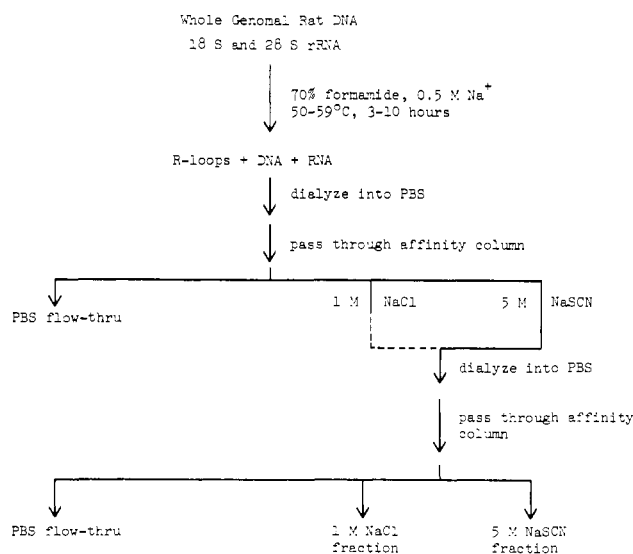 Whole Genomal Rat DNA
18 S and 28 S rRNA
70% formamide, 0.5 M Na+
50-59°C, 3-10 hours
R-loops + DNA + RNA
dialyze into PBS
pass through affinity column
PBS flow-thru
1 M NaCl
5 M NaSCN
dialyze into PBS
pass through affinity
column
PBS flow-thru
1 M NaCl
fraction
5 M NaSCN
fraction